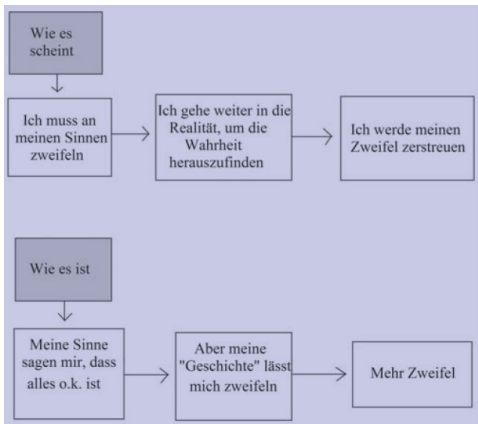 Wie es
scheint
Ich muss an
meinen Sinnen
zweifeln
Ich gehe weiter in die
Realität, um die
Wahrheit
herauszufinden
Ich werde meinen
Zweifel zerstreuen
Wie es ist
Meine Sinne
sagen mir, dass
alles o.k. ist
Aber meine
"Geschichte" lässt
mich zweifeln
Mehr Zweifel